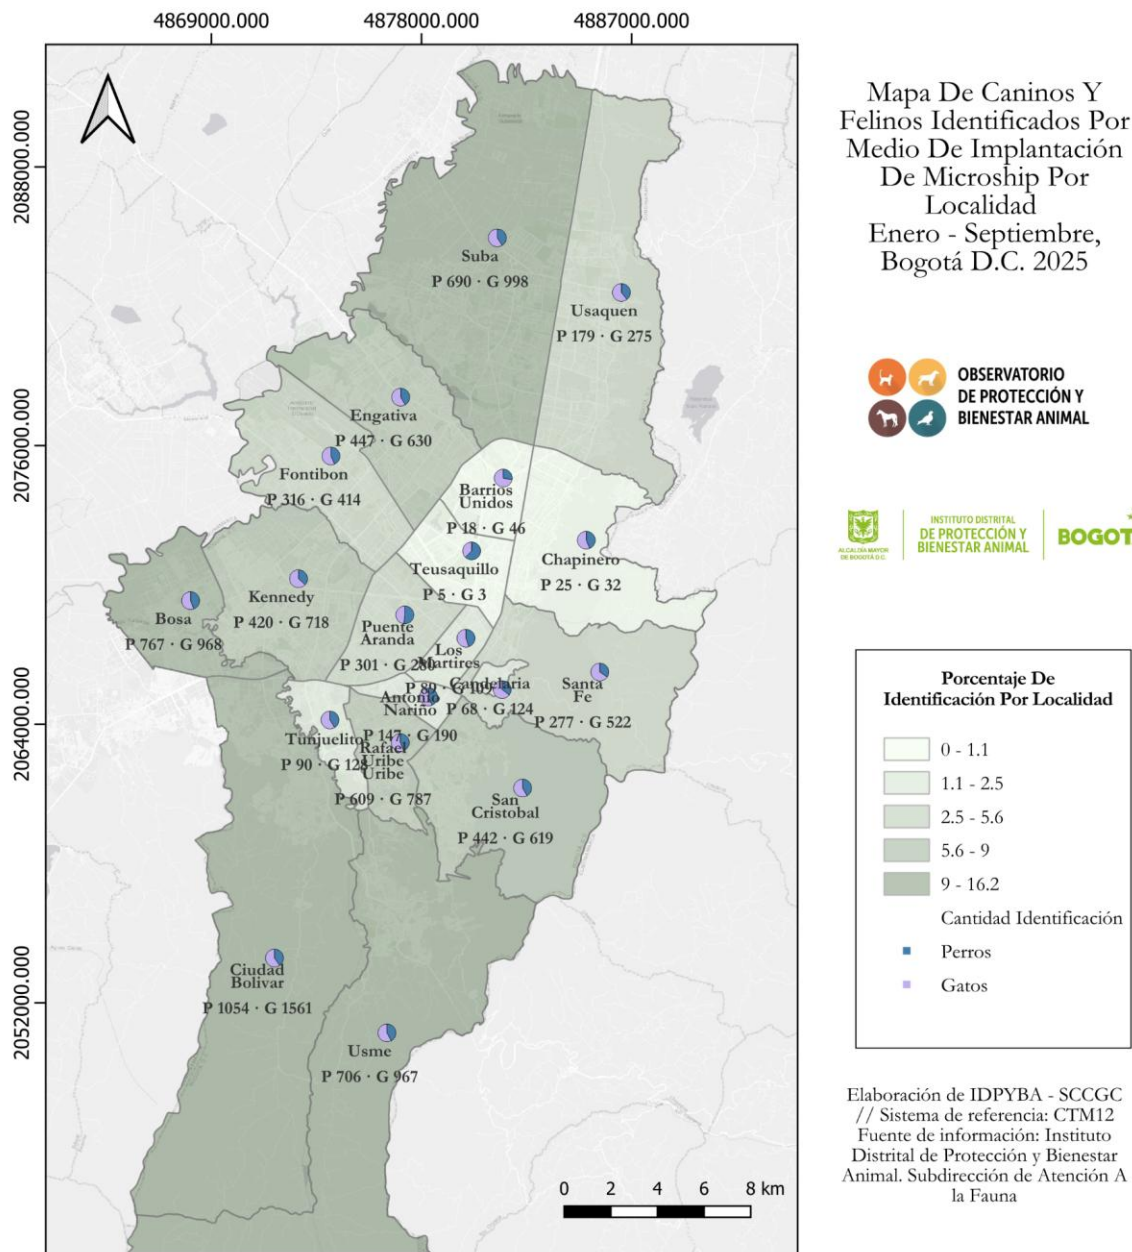 4869000.000 4878000.000 4887000.000
2088000.000
2076000.000
2064000.000
2052000.000
Suba
P 690 · G 998
Usaquen
P 179 · G 275
Engativa
P 447 · G 630
Fontibon
P 316 · G 414
Barrios
Unidos
P 18 · G 46
Chapinero
P 25 · G 32
Teusaquillo
P 5 · G 3
Kennedy
P 420 · G 718
Bosa
P 767 · G 968
Puente
Aranda
P 301 · G 280
Los
Martires
Candelaria
P 68 · G 124
Santa
Fe
P 277 · G 522
Antonio
Nariño
P 147 · G 190
Tunjuelito
P 90 · G 128
Rafael
Uribe
Uribe
P 609 · G 787
San
Cristobal
P 442 · G 619
Ciudad
Bolivar
P 1054 · G 1561
Usme
P 706 · G 967
0 2 4 6 8 km
Mapa De Caninos Y
Felinos Identificados Por
Medio De Implantación
De Microship Por
Localidad
Enero - Septiembre,
Bogotá D.C. 2025
OBSERVATORIO
DE PROTECCIÓN Y
BIENESTAR ANIMAL
ALCALDÍA MAYOR
DE BOGOTÁ D.C.
INSTITUTO DISTRITAL
DE PROTECCIÓN Y
BIENESTAR ANIMAL
BOGOT
Porcentaje De
Identificación Por Localidad
0 - 1.1
1.1 - 2.5
2.5 - 5.6
5.6 - 9
9 - 16.2
Cantidad Identificación
Perros
Gatos
Elaboración de IDPYBA - SCCGC
// Sistema de referencia: CTM12
Fuente de información: Instituto
Distrital de Protección y Bienestar
Animal. Subdirección de Atención A
la Fauna